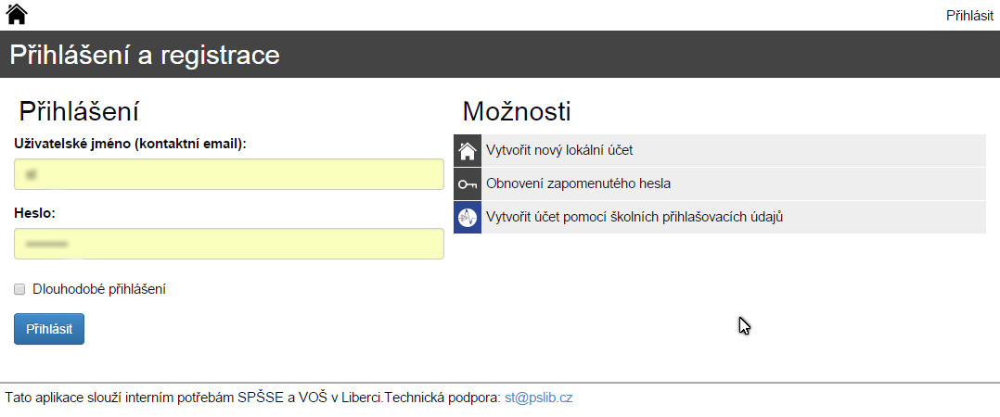 Přihlásit
Přihlášení a registrace
Přihlášení
Uživatelské jméno (kontaktní email):
Heslo:
Dlouhodobé přihlášení
Přihlásit
Možnosti
Vytvořit nový lokální účet
Obnovení zapomenutého hesla
Vytvořit účet pomocí školních přihlašovacích údajů
Tato aplikace slouží interním potřebám SPŠSE a VOŠ v Liberci.Technická podpora: st@pslib.cz